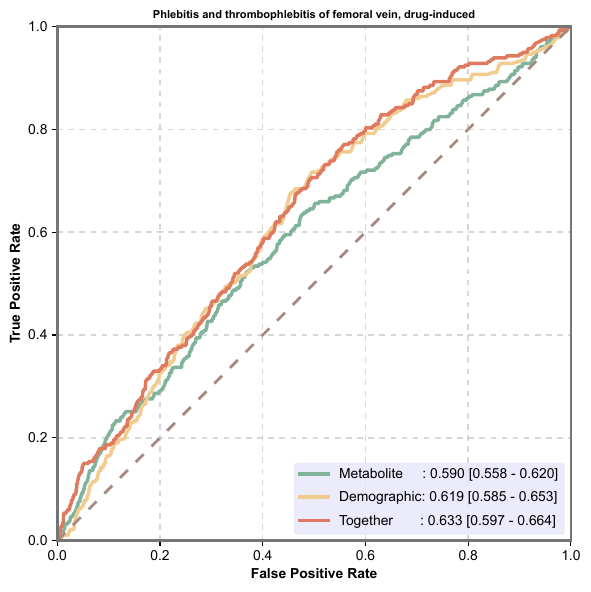 Phlebitis and thrombophlebitis of femoral vein, drug-induced
True Positive Rate
1.0
0.8
0.6
0.4
0.2
0.0
Metabolite : 0.590 [0.558 - 0.620]
Demographic: 0.619 [0.585 - 0.653]
Together : 0.633 [0.597 - 0.664]
0.0 0.2 0.4 0.6 0.8 1.0
False Positive Rate